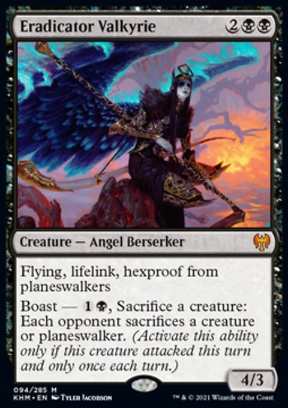 Eradicator Valkyrie 2
Creature — Angel Berserker
Flying, lifelink, hexproof from
planeswalkers
Boast — 1, Sacrifice a creature:
Each opponent sacrifices a creature
or planeswalker. (Activate this ability
only if this creature attacked this turn
and only once each turn.)
4/3
094/285 M
KHM • EN Tyler Jacobson
™ & © 2021 Wizards of the Coast